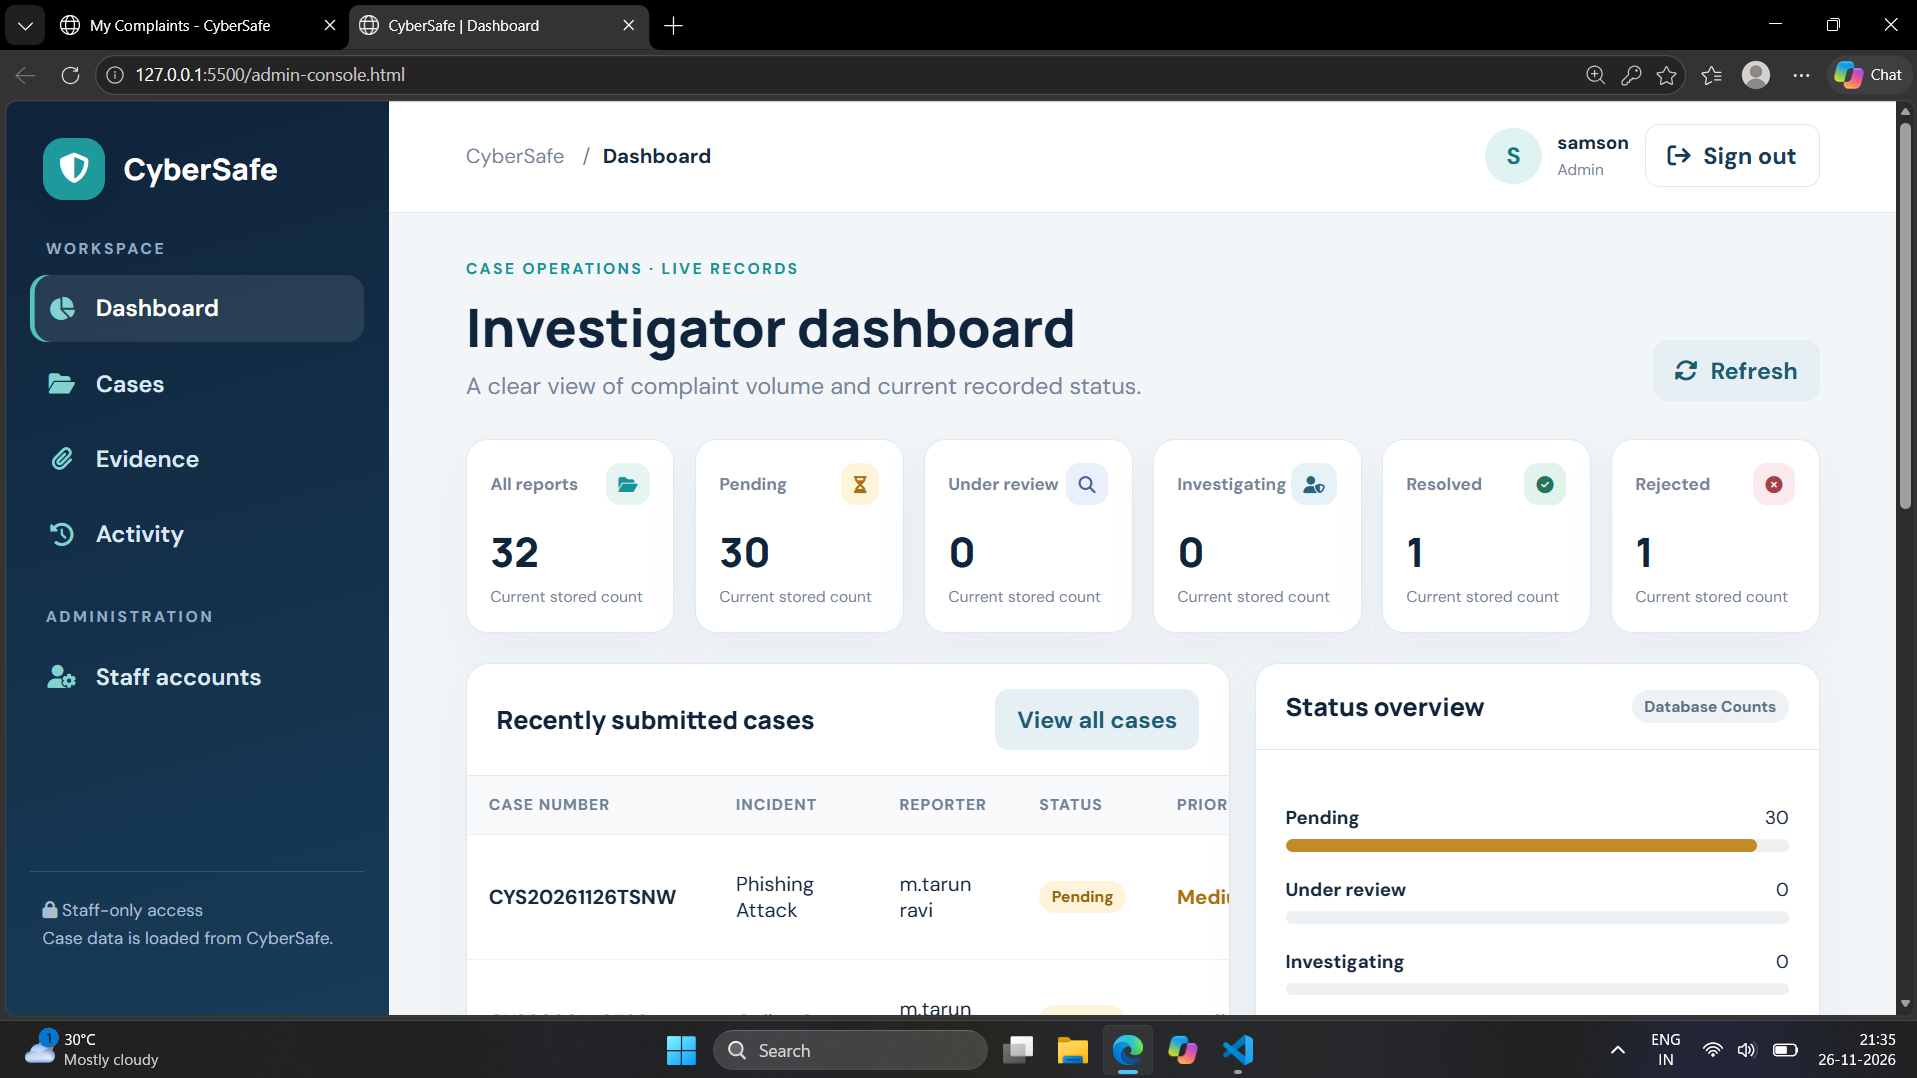 My Complaints - CyberSafe
CyberSafe | Dashboard
127.0.0.1:5500/admin-console.html
Chat
CyberSafe
WORKSPACE
Dashboard
Cases
Evidence
Activity
ADMINISTRATION
Staff accounts
Staff-only access
Case data is loaded from CyberSafe.
CyberSafe / Dashboard
S
samson
Admin
Sign out
CASE OPERATIONS · LIVE RECORDS
Investigator dashboard
A clear view of complaint volume and current recorded status.
Refresh
All reports
32
Current stored count
Pending
30
Current stored count
Under review
0
Current stored count
Investigating
0
Current stored count
Resolved
1
Current stored count
Rejected
1
Current stored count
Recently submitted cases
View all cases
CASE NUMBER INCIDENT REPORTER STATUS PRIOR
CYS20261126TSNW
Phishing
Attack
m.tarun
ravi
Pending
Mediu
m.tarun
Status overview
Database Counts
Pending 30
Under review 0
Investigating 0
1
30°C
Mostly cloudy
Search
ENG
IN
21:35
26-11-2026